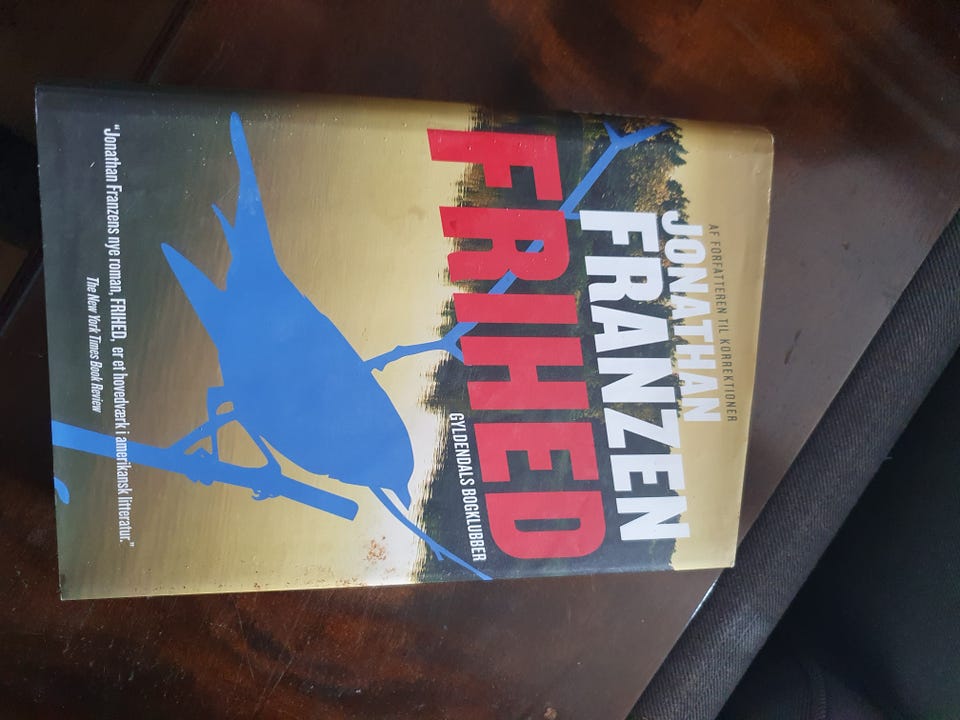 AF FORFATTEREN TIL KORREKTIONER
JONATHAN
FRANZEN
FRIHED
GYLDENDALS BOGKLUBBER
"Jonathan Franzens nye roman, FRIHED, er et hovedværk i amerikansk litteratur."
The New York Times Book Review